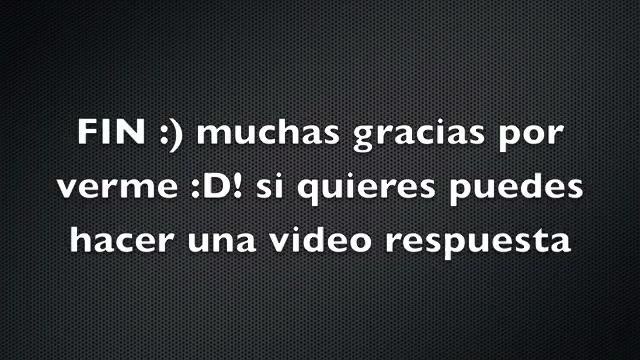 FIN :) muchas gracias por
verme :D! si quieres puedes
hacer una video respuesta